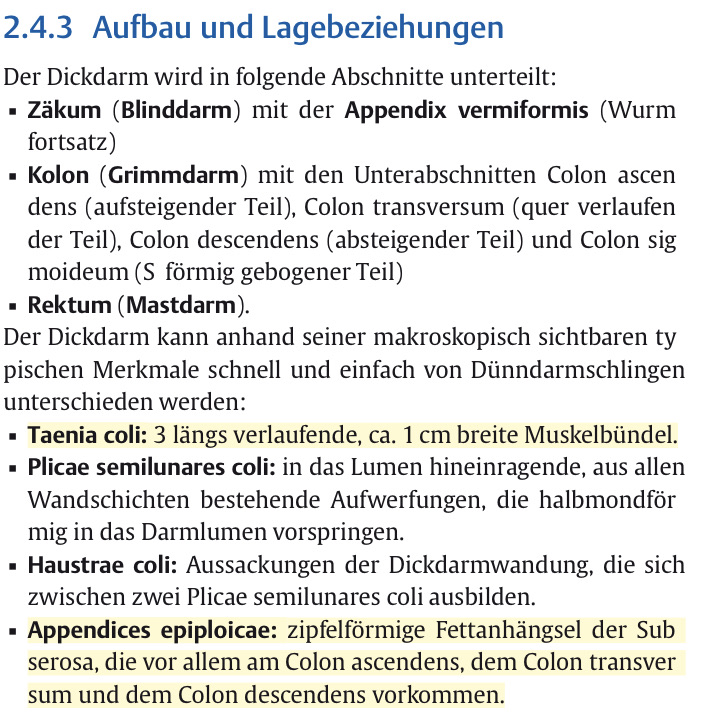 2.4.3 Aufbau und Lagebeziehungen
Der Dickdarm wird in folgende Abschnitte unterteilt:
▪ Zäkum (Blinddarm) mit der Appendix vermiformis (Wurm
fortsatz)
▪ Kolon (Grimmdarm) mit den Unterabschnitten Colon ascen
dens (aufsteigender Teil), Colon transversum (quer verlaufen
der Teil), Colon descendens (absteigender Teil) und Colon sig
moideum (S förmig gebogener Teil)
▪ Rektum (Mastdarm).
Der Dickdarm kann anhand seiner makroskopisch sichtbaren ty
pischen Merkmale schnell und einfach von Dünndarmschlingen
unterschieden werden:
▪ Taenia coli: 3 längs verlaufende, ca. 1 cm breite Muskelbündel.
▪ Plicae semilunares coli: in das Lumen hineinragende, aus allen
Wandschichten bestehende Aufwerfungen, die halbmondför
mig in das Darmlumen vorspringen.
▪ Haustrae coli: Aussackungen der Dickdarmwandung, die sich
zwischen zwei Plicae semilunares coli ausbilden.
▪ Appendices epiploicae: zipfelförmige Fettanhängsel der Sub
serosa, die vor allem am Colon ascendens, dem Colon transver
sum und dem Colon descendens vorkommen.